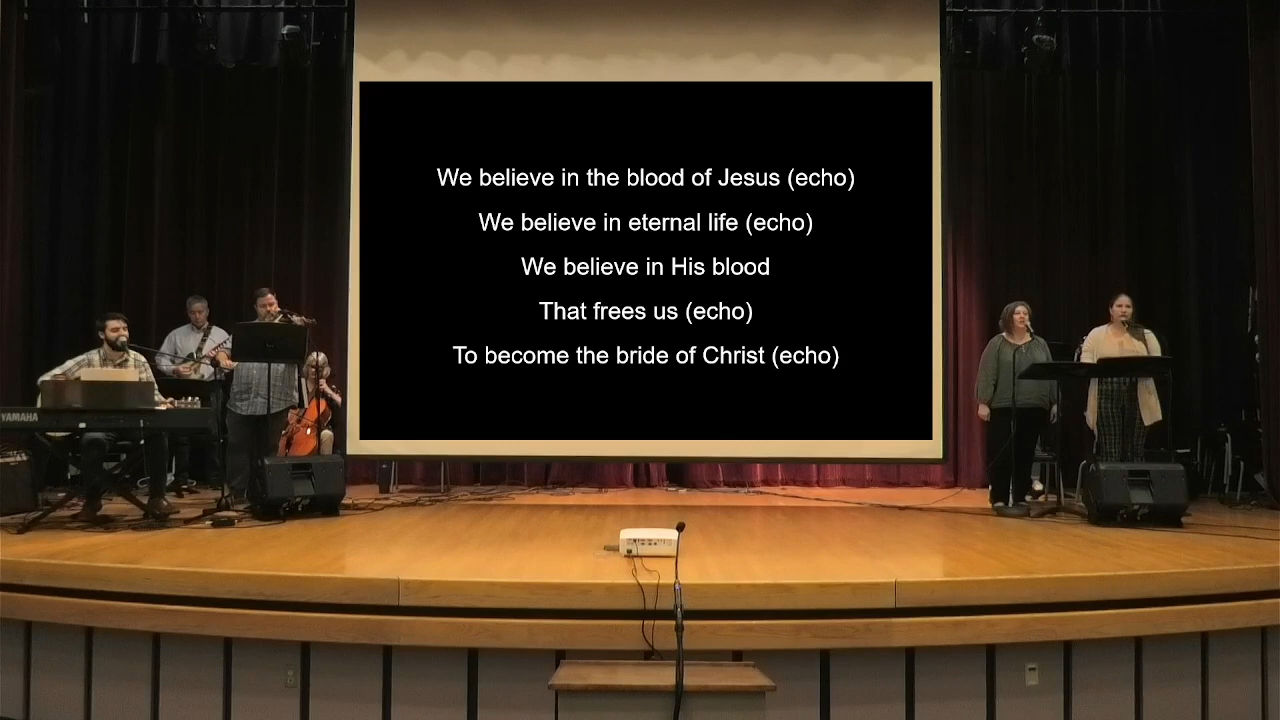 We believe in the blood of Jesus (echo)
We believe in eternal life (echo)
We believe in His blood
That frees us (echo)
To become the bride of Christ (echo)
YAMAHA